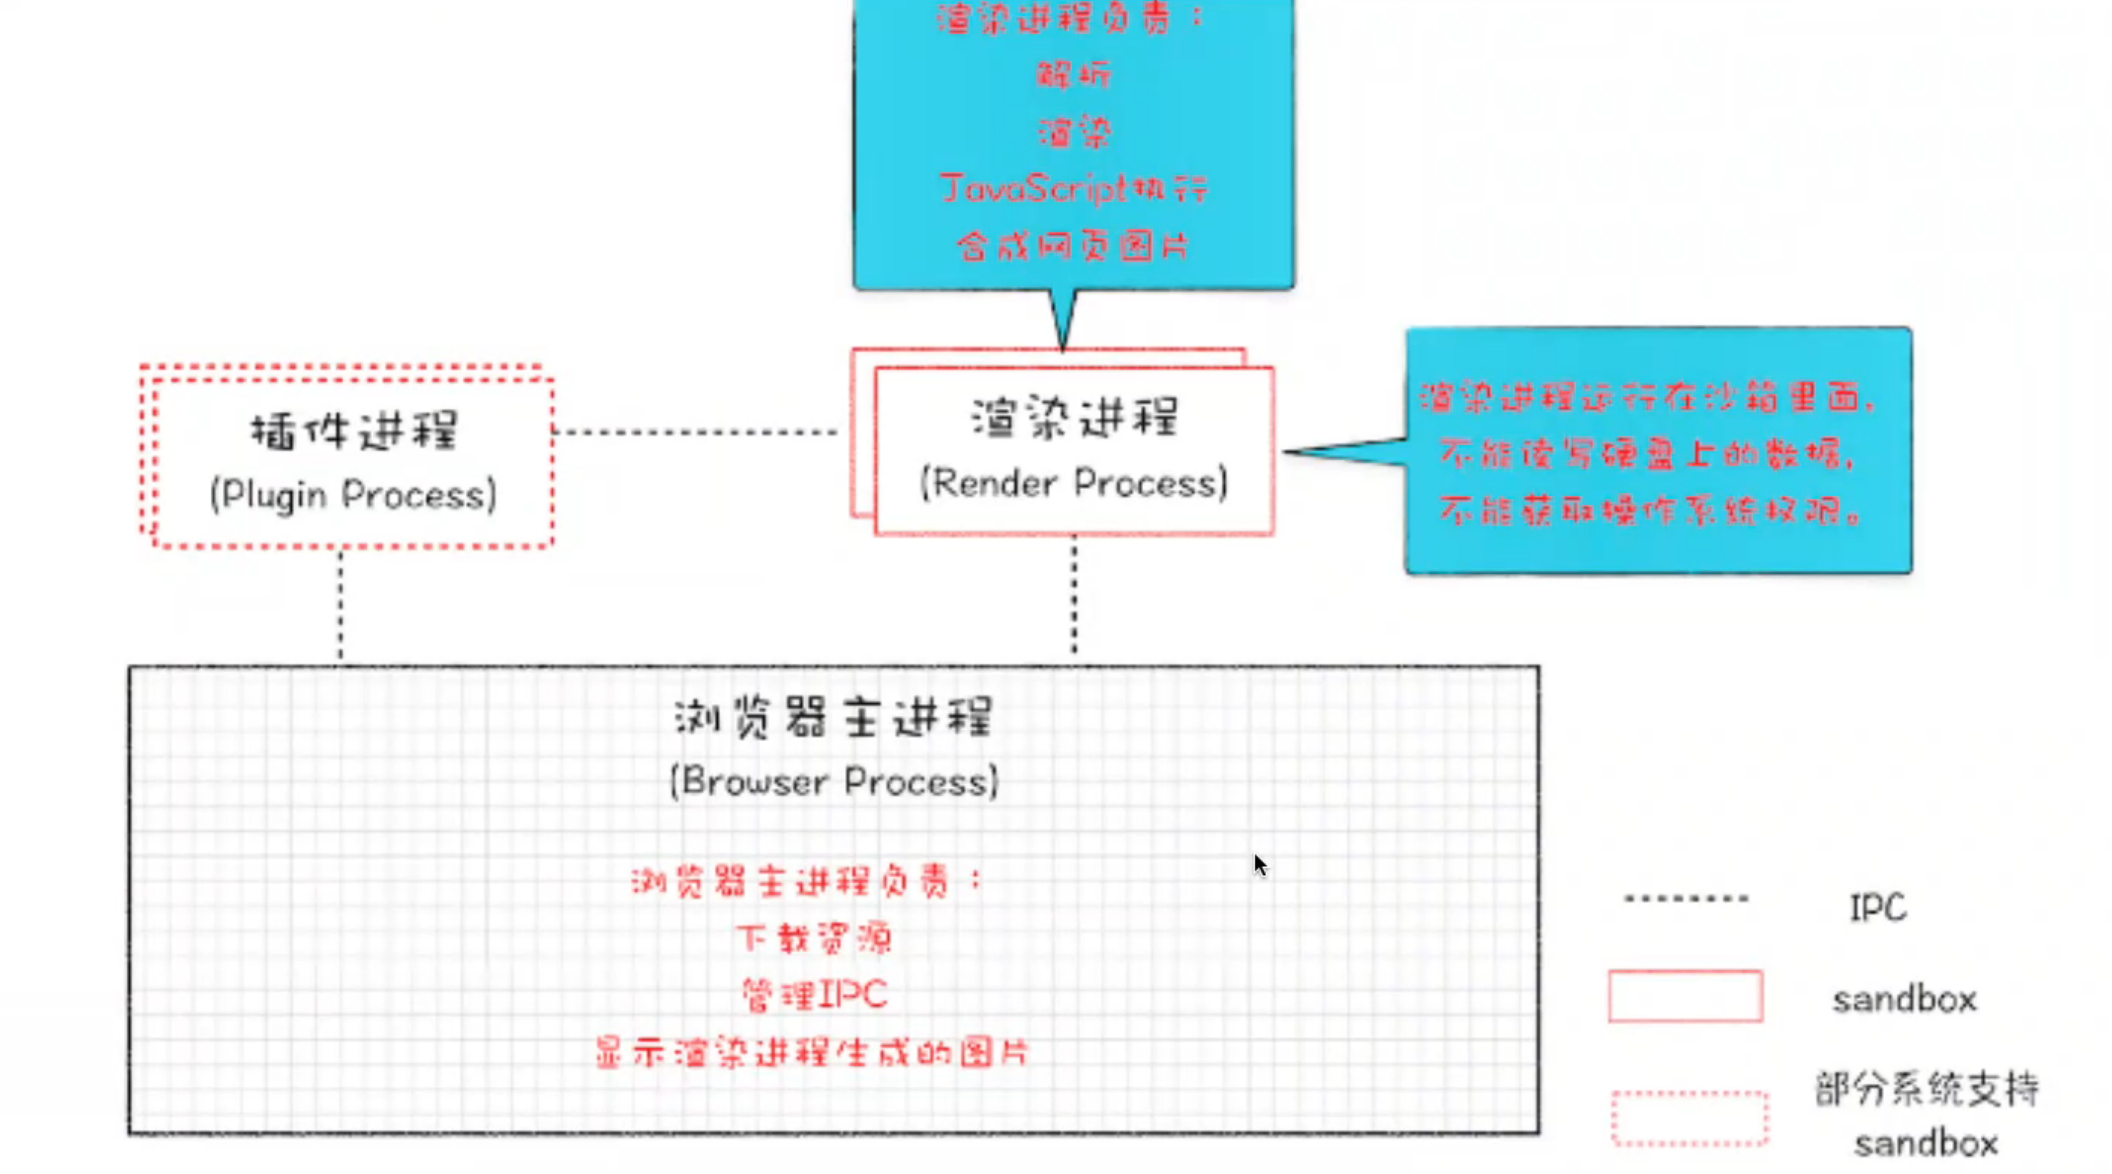 渲染进程负责：
解析
渲染
JavaScript执行
合成网页图片
插件进程
(Plugin Process)
渲染进程
(Render Process)
渲染进程运行在沙箱里面，
不能读写硬盘上的数据，
不能获取操作系统权限。
浏览器主进程
(Browser Process)
浏览器主进程负责：
下载资源
管理IPC
显示渲染进程生成的图片
IPC
sandbox
部分系统支持
sandbox